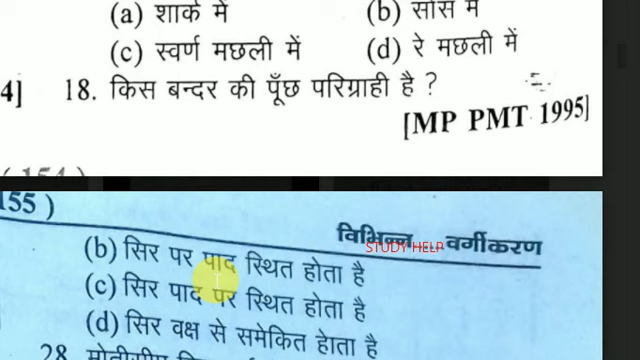 (a) शार्क में (b) सील में
(c) स्वर्ण मछली में (d) रे मछली में
4] 18. किस बन्दर की पूँछ परिग्राही है ?
[MP PMT 1995]
155 )
विभिन्न वर्गीकरण
STUDY HELP
(b) सिर पर पाद स्थित होता है
(c) सिर पाद पर स्थित होता है
(d) सिर वक्ष से समेकित होता है
28.